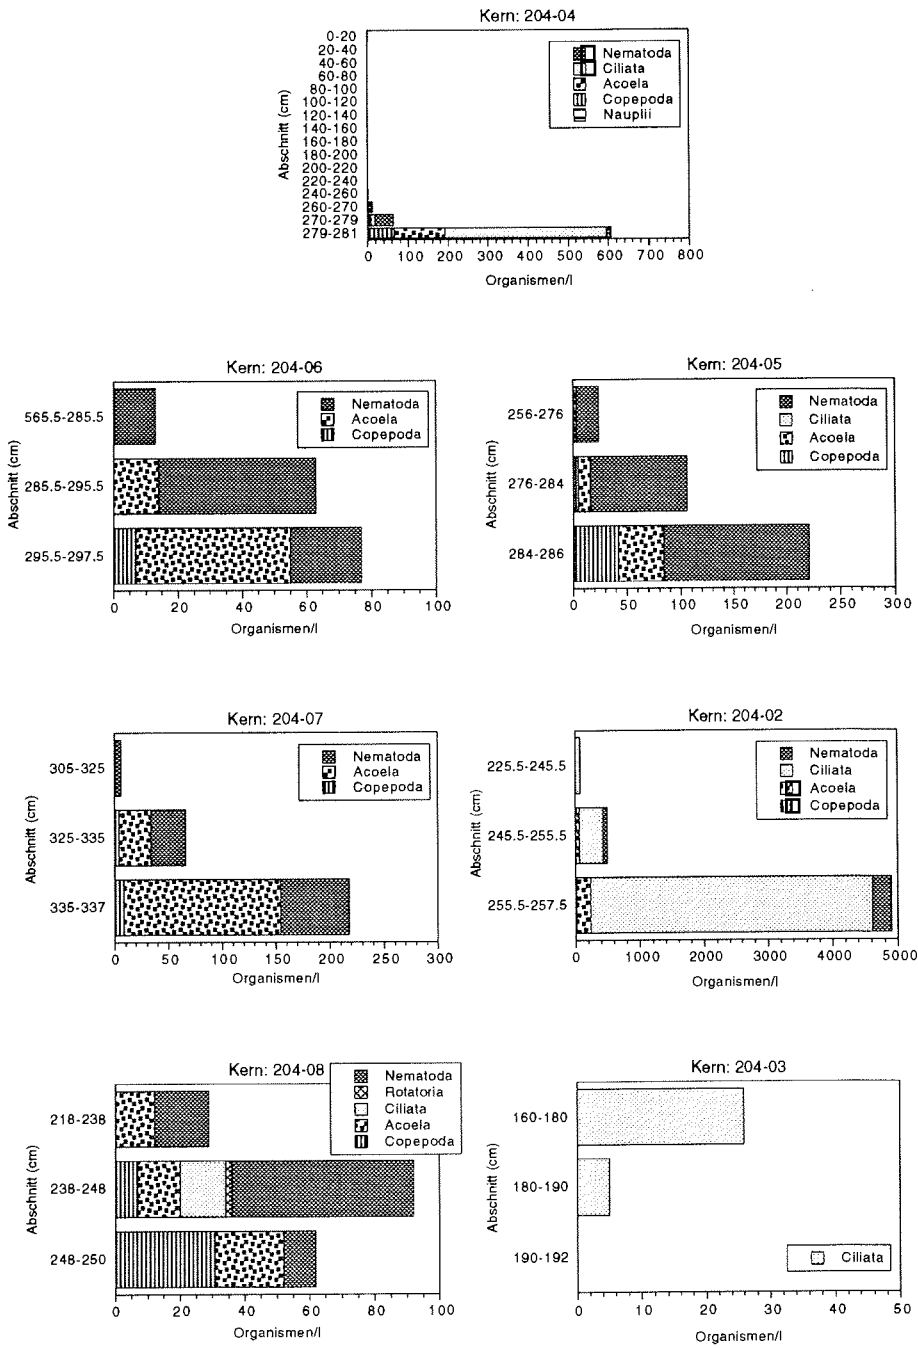 Kern: 204-04
Abschnitt (cm)
0-20
20-40
40-60
60-80
80-100
100-120
120-140
140-160
160-180
180-200
200-220
220-240
240-260
260-270
270-279
279-281
Nematoda
Ciliata
Acoela
Copepoda
Nauplii
0 100 200 300 400 500 600 700 800
Organismen/l
Kern: 204-06
Abschnitt (cm)
565.5-285.5
285.5-295.5
295.5-297.5
Nematoda
Acoela
Copepoda
0 20 40 60 80 100
Organismen/l
Kern: 204-05
Abschnitt (cm)
256-276
276-284
284-286
Nematoda
Ciliata
Acoela
Copepoda
0 50 100 150 200 250 300
Organismen/l
Kern: 204-07
Abschnitt (cm)
305-325
325-335
335-337
Nematoda
Acoela
Copepoda
0 50 100 150 200 250 300
Organismen/l
Kern: 204-02
Abschnitt (cm)
225.5-245.5
245.5-255.5
255.5-257.5
Nematoda
Ciliata
Acoela
Copepoda
0 1000 2000 3000 4000 5000
Organismen/l
Kern: 204-08
Abschnitt (cm)
218-238
238-248
248-250
Nematoda
Rotatoria
Ciliata
Acoela
Copepoda
0 20 40 60 80 100
Organismen/l
Kern: 204-03
Abschnitt (cm)
160-180
180-190
190-192
Ciliata
0 10 20 30 40 50
Organismen/l